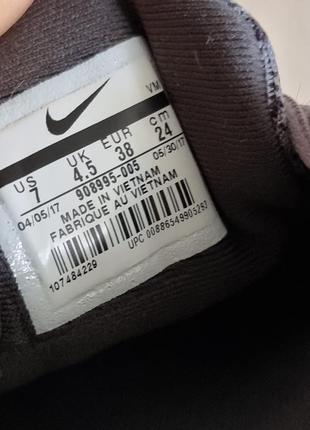 VM
US UK EUR cm
7 4.5 38 24
04/05/17 908995-005 05/30/17
MADE IN VIETNAM
FABRIQUE AU VIETNAM
UPC 00886549905293
107484229